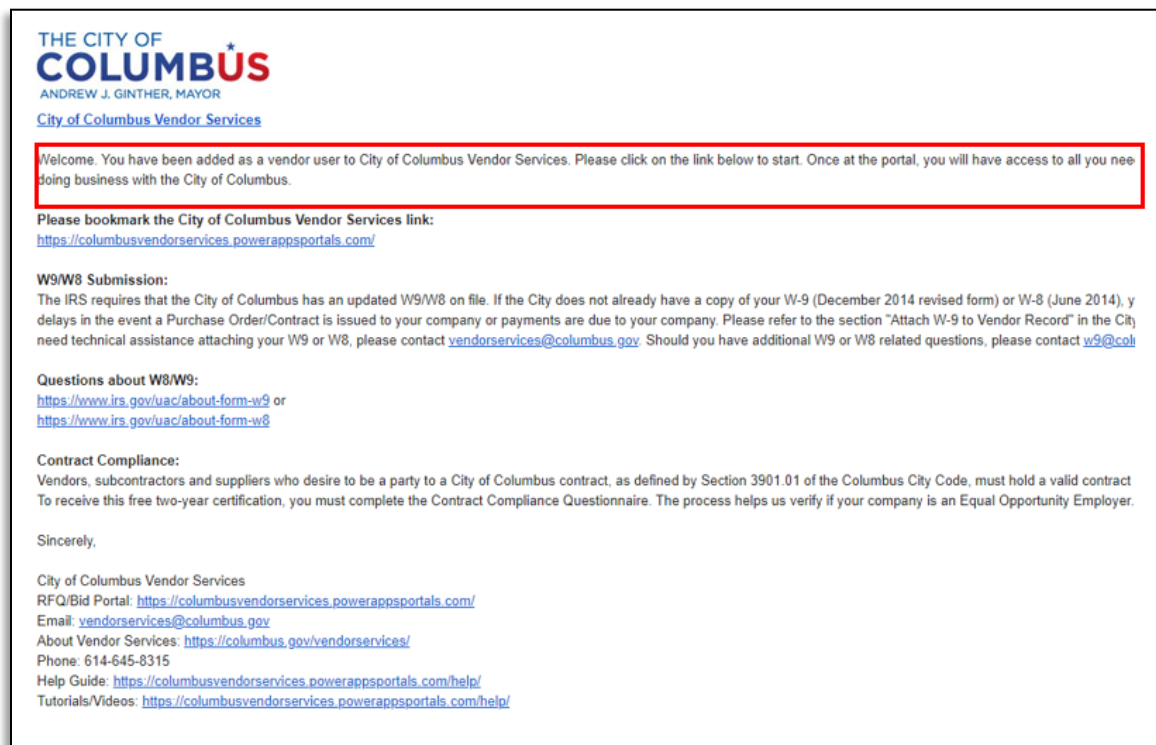 THE CITY OF
COLUMBUS
ANDREW J. GINTHER, MAYOR
City of Columbus Vendor Services
Welcome. You have been added as a vendor user to City of Columbus Vendor Services. Please click on the link below to start. Once at the portal, you will have access to all you
doing business with the City of Columbus.
Please bookmark the City of Columbus Vendor Services link:
https://columbusvendorservices.powerappsportals.com/
W9/W8 Submission:
The IRS requires that the City of Columbus has an updated W9/W8 on file. If the City does not already have a copy of your W-9 (December 2014 revised form) or W-8 (June 2014),
delays in the event a Purchase Order/Contract is issued to your company or payments are due to your company. Please refer to the section "Attach W-9 to Vendor Record" in the
need technical assistance attaching your W9 or W8, please contact vendorservices@columbus.gov. Should you have additional W9 or W8 related questions, please contact
Questions about W8/W9:
https://www.irs.gov/uac/about-form-w9 or
https://www.irs.gov/uac/about-form-w8
Contract Compliance:
Vendors, subcontractors and suppliers who desire to be a party to a City of Columbus contract, as defined by Section 3901.01 of the Columbus City Code, must hold a valid contract
To receive this free two-year certification, you must complete the Contract Compliance Questionnaire. The process helps us verify if your company is an Equal Opportunity Employer.
Sincerely,
City of Columbus Vendor Services
RFQ/Bid Portal: https://columbusvendorservices.powerappsportals.com/
Email: vendorservices@columbus.gov
About Vendor Services: https://columbus.gov/vendorservices/
Phone: 614-645-8315
Help Guide: https://columbusvendorservices.powerappsportals.com/help/
Tutorials/Videos: https://columbusvendorservices.powerappsportals.com/help/